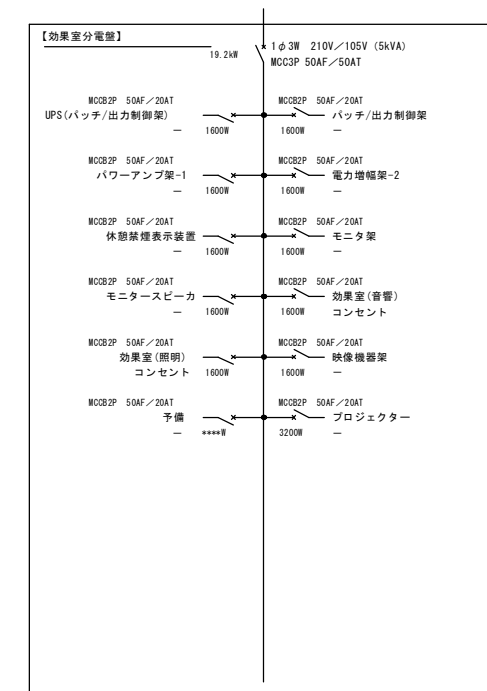 【効果室分電盤】
19.2kW
1φ3W 210V/105V (5kVA)
MCC3P 50AF/50AT
MCCB2P 50AF/20AT
UPS(パッチ/出力制御架)
—
1600W
MCCB2P 50AF/20AT
パッチ/出力制御架
1600W
—
MCCB2P 50AF/20AT
パワーアンプ架-1
—
1600W
MCCB2P 50AF/20AT
電力増幅架-2
1600W
—
MCCB2P 50AF/20AT
休憩禁煙表示装置
—
1600W
MCCB2P 50AF/20AT
モニタ架
1600W
—
MCCB2P 50AF/20AT
モニタースピーカ
—
1600W
MCCB2P 50AF/20AT
効果室(音響)
1600W
コンセント
MCCB2P 50AF/20AT
効果室(照明)
コンセント
1600W
MCCB2P 50AF/20AT
映像機器架
1600W
—
MCCB2P 50AF/20AT
予備
—
****W
MCCB2P 50AF/20AT
プロジェクター
3200W
—